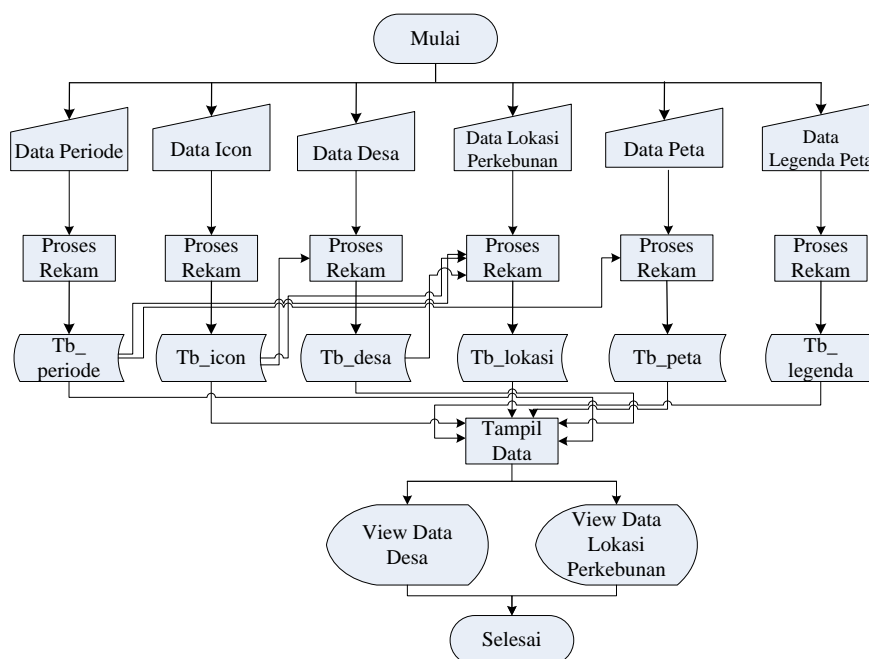 Mulai
Data Periode
Data Icon
Data Desa
Data Lokasi
Perkebunan
Data Peta
Data
Legenda Peta
Proses
Rekam
Proses
Rekam
Proses
Rekam
Proses
Rekam
Proses
Rekam
Proses
Rekam
Tb_
periode
Tb_icon
Tb_desa
Tb_lokasi
Tb_peta
Tb_
legenda
Tampil
Data
View Data
Desa
View Data
Lokasi
Perkebunan
Selesai